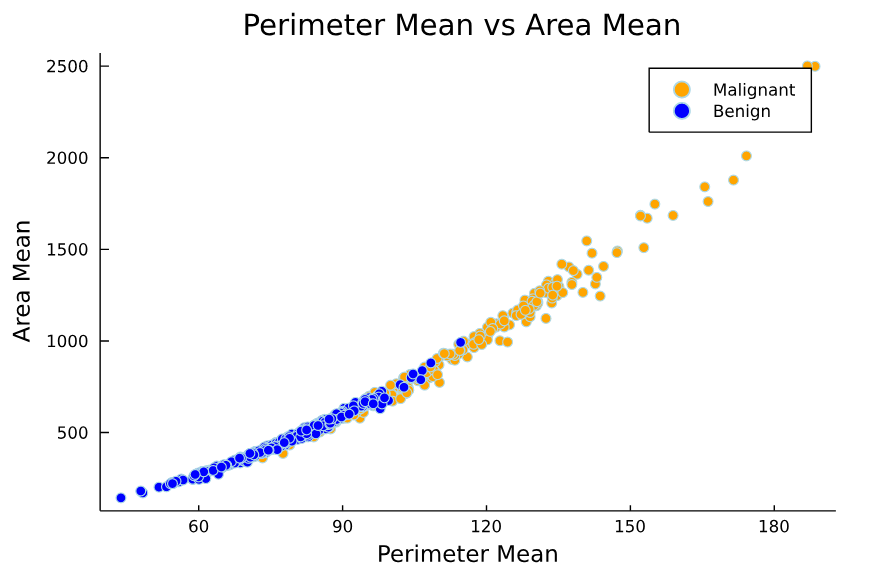 Perimeter Mean vs Area Mean
2500
2000
1500
1000
500
Area Mean
Malignant
Benign
60 90 120 150 180
Perimeter Mean